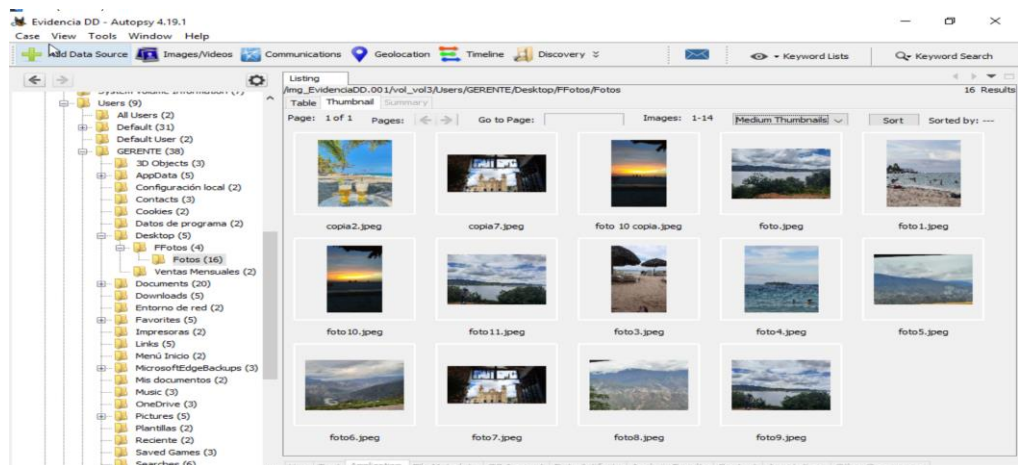 Evidencia DD - Autopsy 4.19.1
Case View Tools Window Help
Add Data Source Images/Videos Communications Geolocation Timeline Discovery Keyword Lists Keyword Search
Listing
/img_EvidenciaDD.001/vol_vol3/Users/GERENTE/Desktop/FFotos/Fotos
16 Results
Table Thumbnail Summary
Page: 1 of 1 Pages: Go to Page: Images: 1-14 Medium Thumbnails Sort Sorted by: ---
System Volume Information (7)
Users (9)
All Users (2)
Default (31)
Default User (2)
GERENTE (38)
3D Objects (3)
AppData (5)
Configuración local (2)
Contacts (3)
Cookies (2)
Datos de programa (2)
Desktop (5)
FFotos (4)
Fotos (16)
Ventas Mensuales (2)
Documents (20)
Downloads (5)
Entorno de red (2)
Favorites (5)
Impresoras (2)
Links (5)
Menú Inicio (2)
MicrosoftEdgeBackups (3)
Mis documentos (2)
Music (3)
OneDrive (3)
Pictures (5)
Plantillas (2)
Reciente (2)
Saved Games (3)
Searches (6)
copia2.jpeg
copia7.jpeg
foto 10 copia.jpeg
foto.jpeg
foto1.jpeg
foto10.jpeg
foto11.jpeg
foto3.jpeg
foto4.jpeg
foto5.jpeg
foto6.jpeg
foto7.jpeg
foto8.jpeg
foto9.jpeg